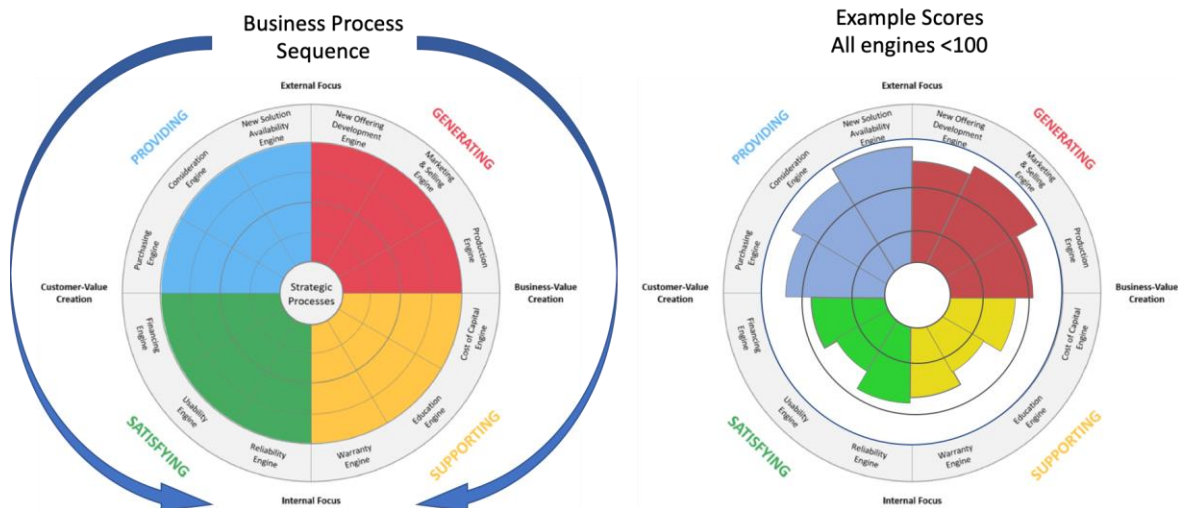 Business Process
Sequence
External Focus
PROVIDING
GENERATING
New Solution
Availability
Engine
New Offering
Development
Engine
Consideration
Engine
Marketing
& Selling
Engine
Purchasing
Engine
Production
Engine
Customer-Value
Creation
Strategic
Processes
Business-Value
Creation
Financing
Engine
Cost of Capital
Engine
Usability
Engine
Education
Engine
Reliability
Engine
Warranty
Engine
SATISFYING
SUPPORTING
Internal Focus
Example Scores
All engines <100
External Focus
PROVIDING
GENERATING
New Solution
Availability
Engine
New Offering
Development
Engine
Consideration
Engine
Marketing
& Selling
Engine
Purchasing
Engine
Production
Engine
Customer-Value
Creation
Business-Value
Creation
Financing
Engine
Cost of Capital
Engine
Usability
Engine
Education
Engine
Reliability
Engine
Warranty
Engine
SATISFYING
SUPPORTING
Internal Focus